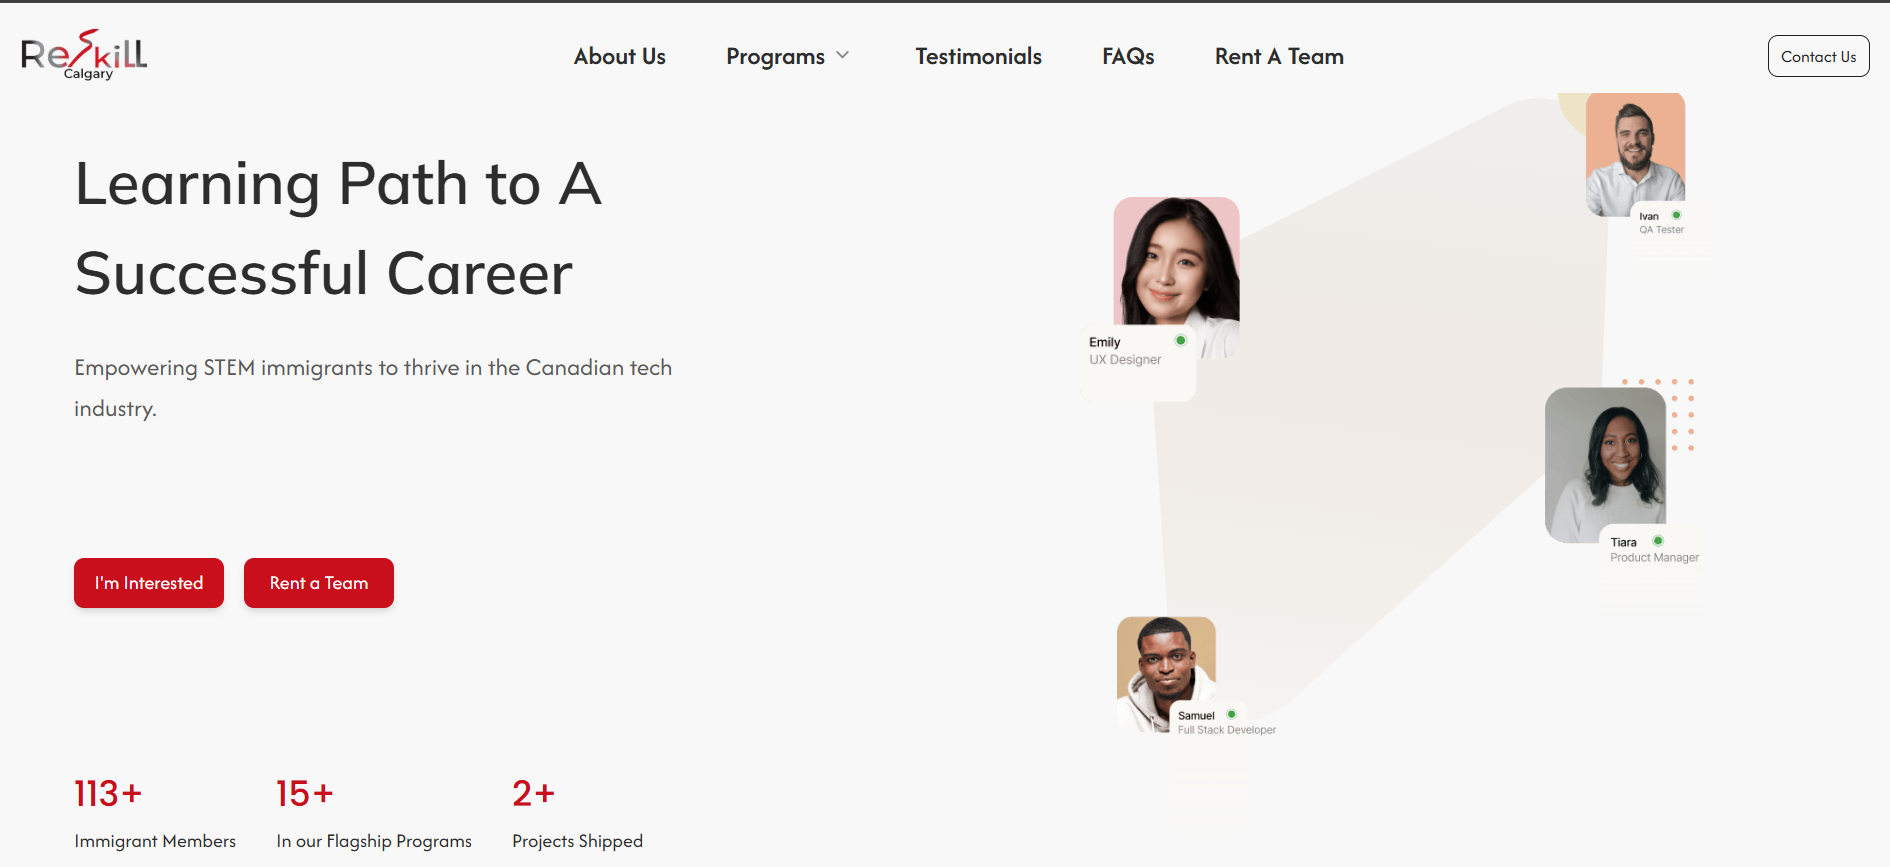 ReSkill
Calgary
About Us
Programs
Testimonials
FAQs
Rent A Team
Contact Us
Learning Path to A
Successful Career
Empowering STEM immigrants to thrive in the Canadian tech
industry.
I'm Interested
Rent a Team
Ivan
QA Tester
Emily
UX Designer
Tiara
Product Manager
Samuel
Full Stack Developer
113+
Immigrant Members
15+
In our Flagship Programs
2+
Projects Shipped